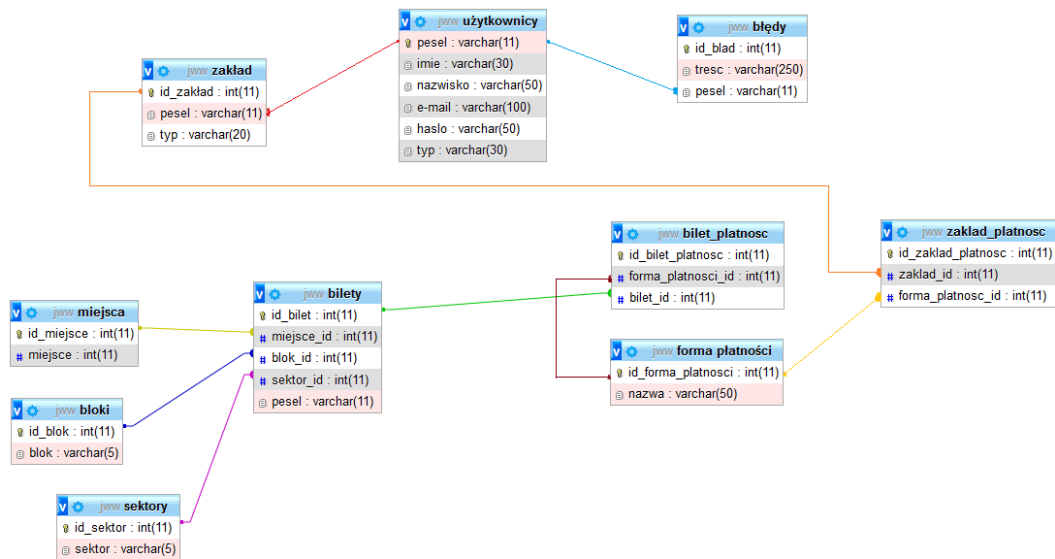 v jww użytkownicy
pesel : varchar(11)
imie : varchar(30)
nazwisko : varchar(50)
e-mail : varchar(100)
haslo : varchar(50)
typ : varchar(30)
v jww błędy
id_blad : int(11)
tresc : varchar(250)
pesel : varchar(11)
v jww zakład
id_zakład : int(11)
pesel : varchar(11)
typ : varchar(20)
v jww bilet_platnosc
id_bilet_platnosc : int(11)
# forma_platnosci_id : int(11)
# bilet_id : int(11)
v jww zaklad_platnosc
id_zaklad_platnosc : int(11)
# zaklad_id : int(11)
# forma_platnosc_id : int(11)
v jww bilety
id_bilet : int(11)
# miejsce_id : int(11)
# blok_id : int(11)
# sektor_id : int(11)
pesel : varchar(11)
v jww miejsca
id_miejsce : int(11)
# miejsce : int(11)
v jww forma płatności
id_forma_platnosci : int(11)
nazwa : varchar(50)
v jww bloki
id_blok : int(11)
blok : varchar(5)
v jww sektory
id_sektor : int(11)
sektor : varchar(5)